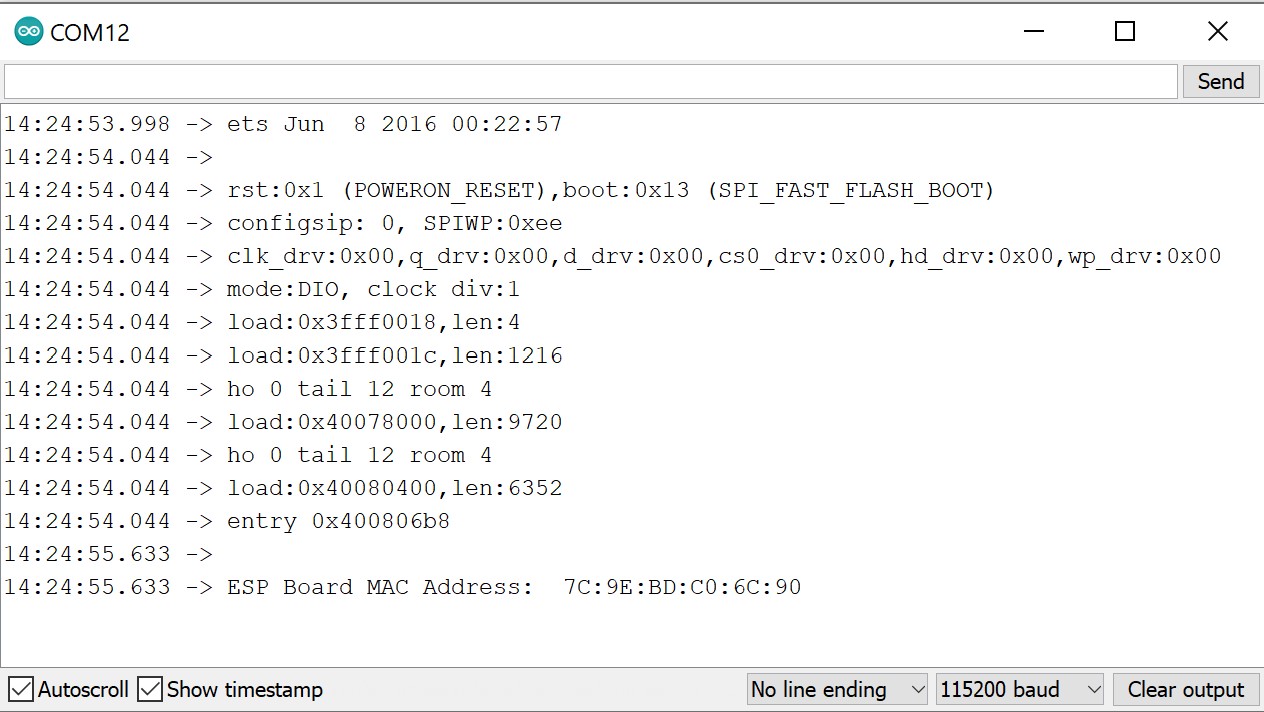 COM12
Send
14:24:53.998 -> ets Jun  8 2016 00:22:57
14:24:54.044 ->
14:24:54.044 -> rst:0x1 (POWERON_RESET),boot:0x13 (SPI_FAST_FLASH_BOOT)
14:24:54.044 -> configsip: 0, SPIWP:0xee
14:24:54.044 -> clk_drv:0x00,q_drv:0x00,d_drv:0x00,cs0_drv:0x00,hd_drv:0x00,wp_drv:0x00
14:24:54.044 -> mode:DIO, clock div:1
14:24:54.044 -> load:0x3fff0018,len:4
14:24:54.044 -> load:0x3fff001c,len:1216
14:24:54.044 -> ho 0 tail 12 room 4
14:24:54.044 -> load:0x40078000,len:9720
14:24:54.044 -> ho 0 tail 12 room 4
14:24:54.044 -> load:0x40080400,len:6352
14:24:54.044 -> entry 0x400806b8
14:24:55.633 ->
14:24:55.633 -> ESP Board MAC Address:  7C:9E:BD:C0:6C:90
Autoscroll Show timestamp No line ending 115200 baud Clear output